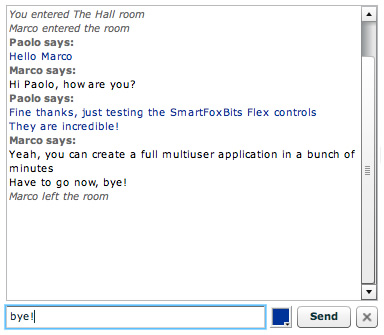 You entered The Hall room
Marco entered the room
Paolo says:
Hello Marco
Marco says:
Hi Paolo, how are you?
Paolo says:
Fine thanks, just testing the SmartFoxBits Flex controls
They are incredible!
Marco says:
Yeah, you can create a full multiuser application in a bunch of
minutes
Have to go now, bye!
Marco left the room
bye!
Send